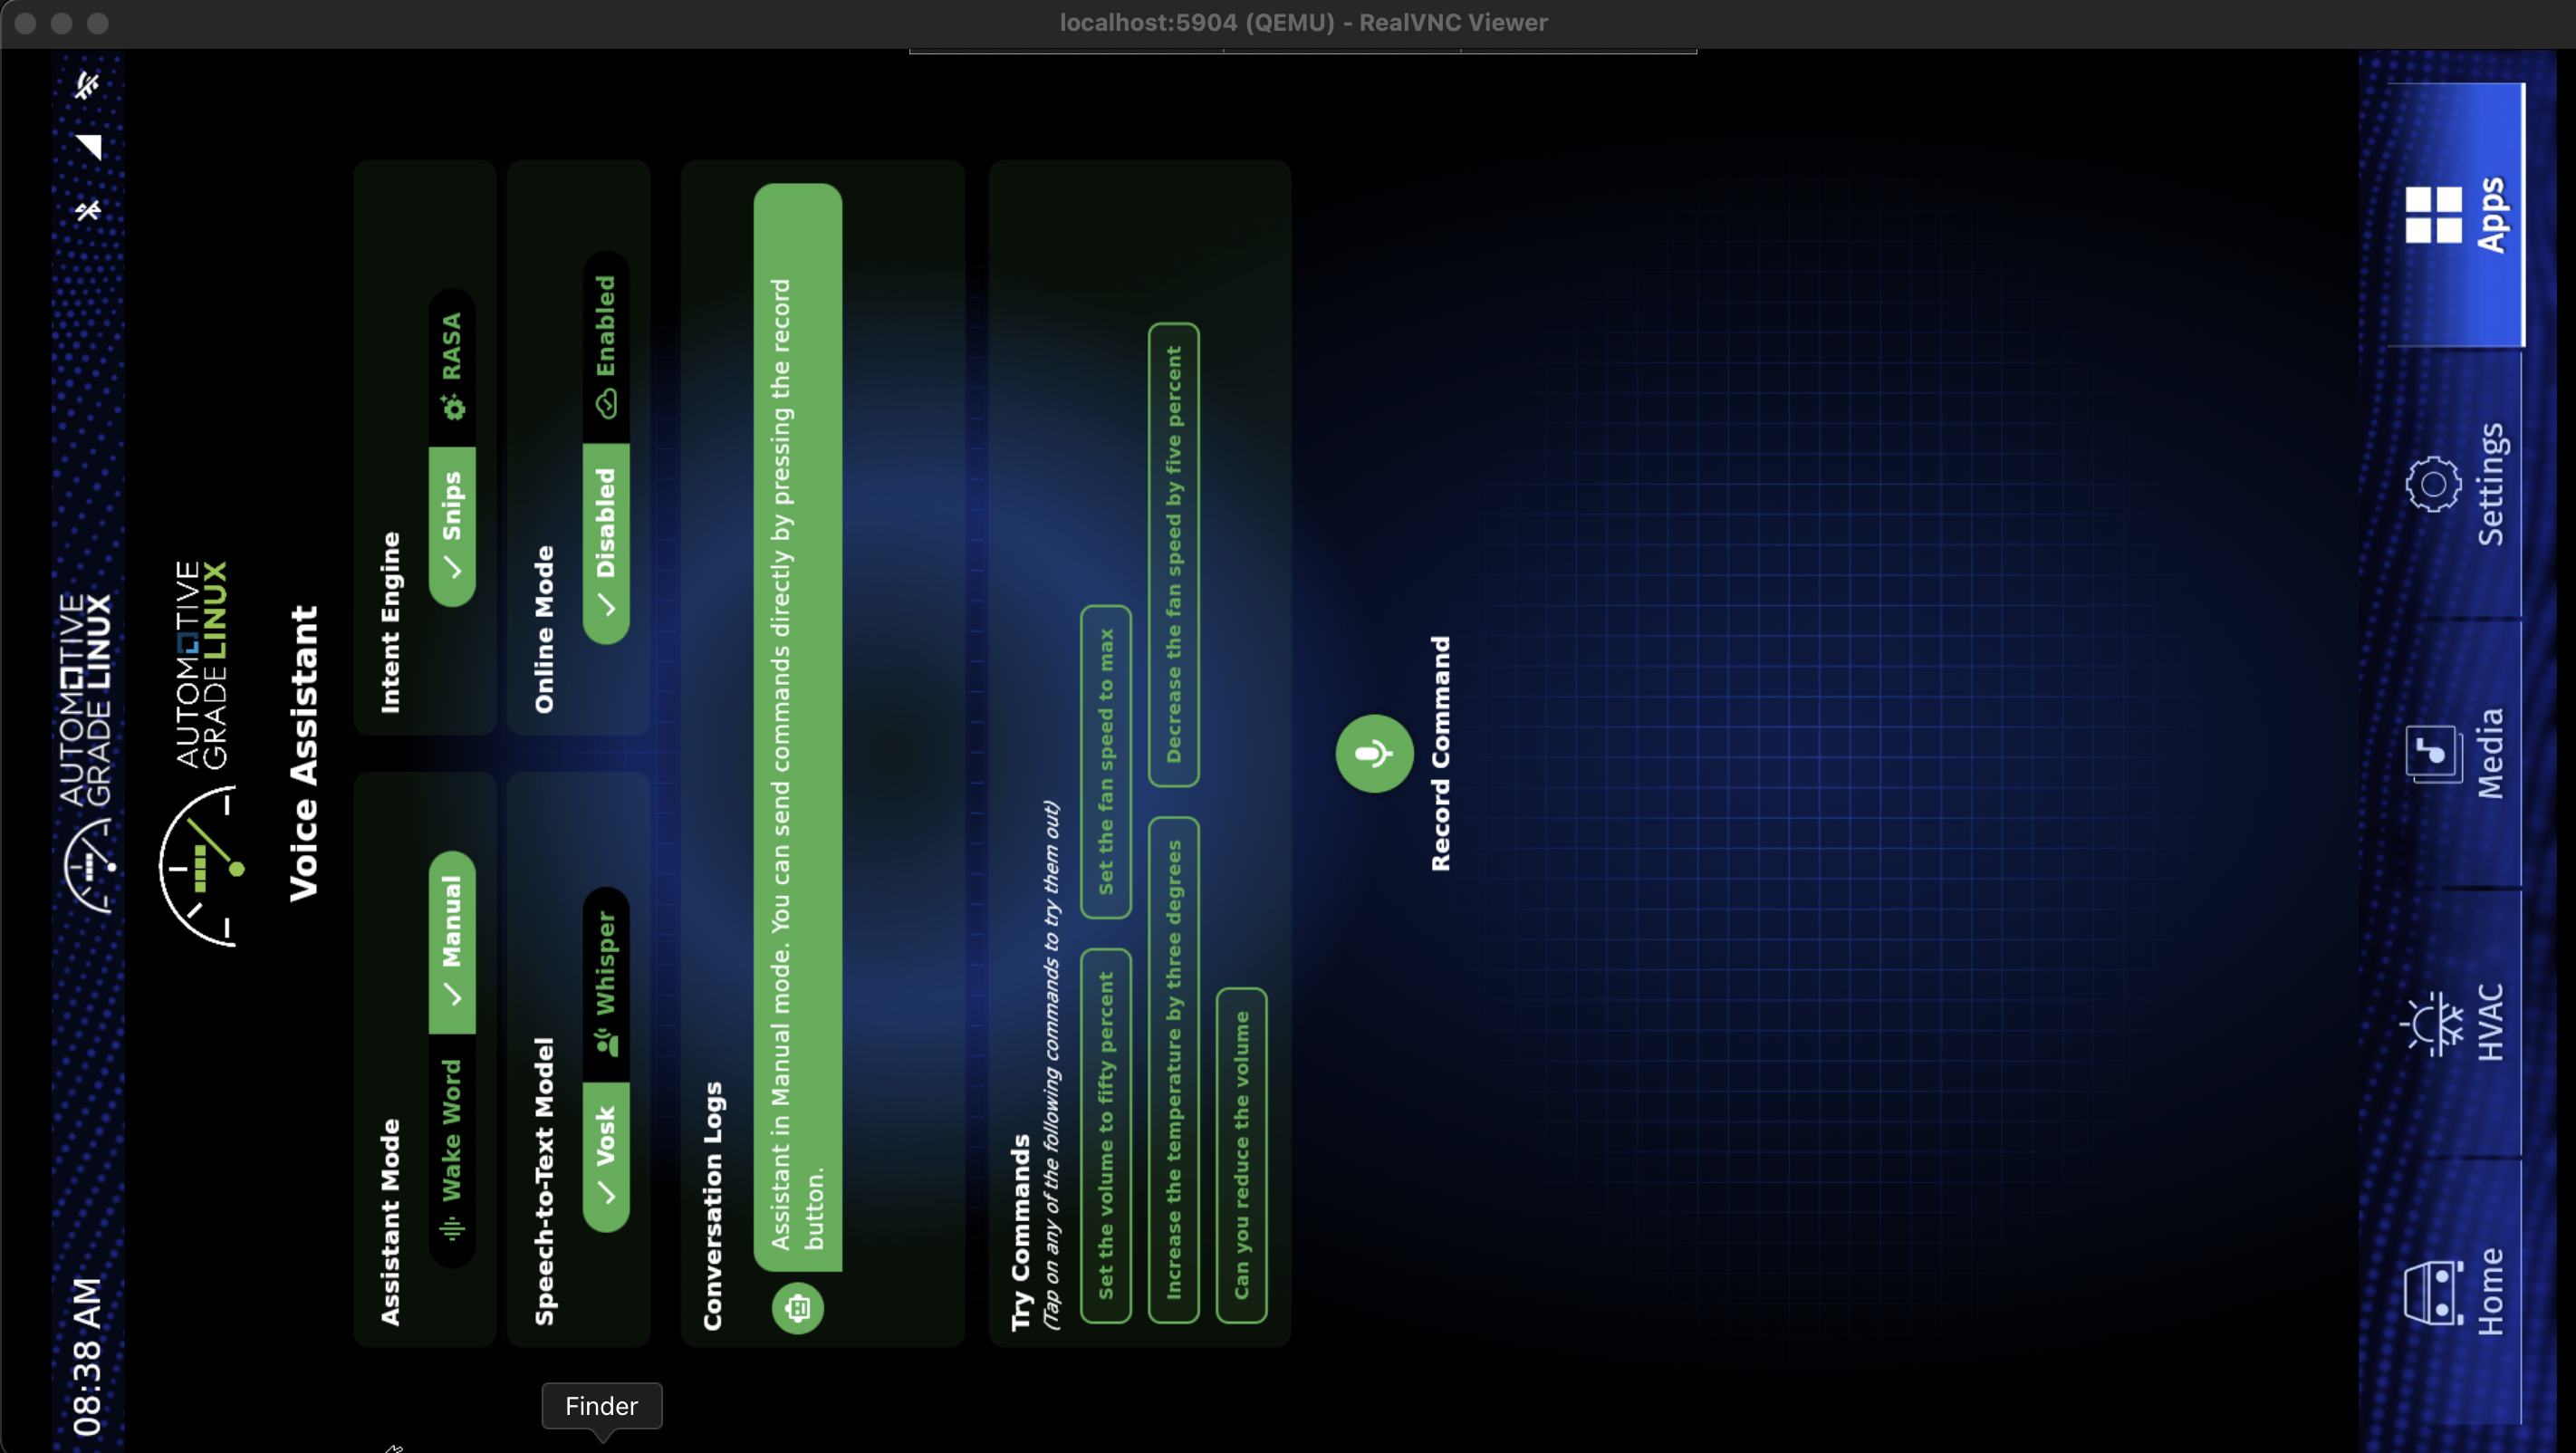 localhost:5904 (QEMU) - RealVNC Viewer
08:38 AM
AUTOMOTIVE
GRADE LINUX
AUTOMOTIVE
GRADE LINUX
Voice Assistant
Assistant Mode
Wake Word
Manual
Intent Engine
Snips
RASA
Speech-to-Text Model
Vosk
Whisper
Online Mode
Disabled
Enabled
Conversation Logs
Assistant in Manual mode. You can send commands directly by pressing the record
button.
Try Commands
(Tap on any of the following commands to try them out)
Set the volume to fifty percent
Set the fan speed to max
Increase the temperature by three degrees
Decrease the fan speed by five percent
Can you reduce the volume
Record Command
Home
HVAC
Media
Settings
Apps
Finder